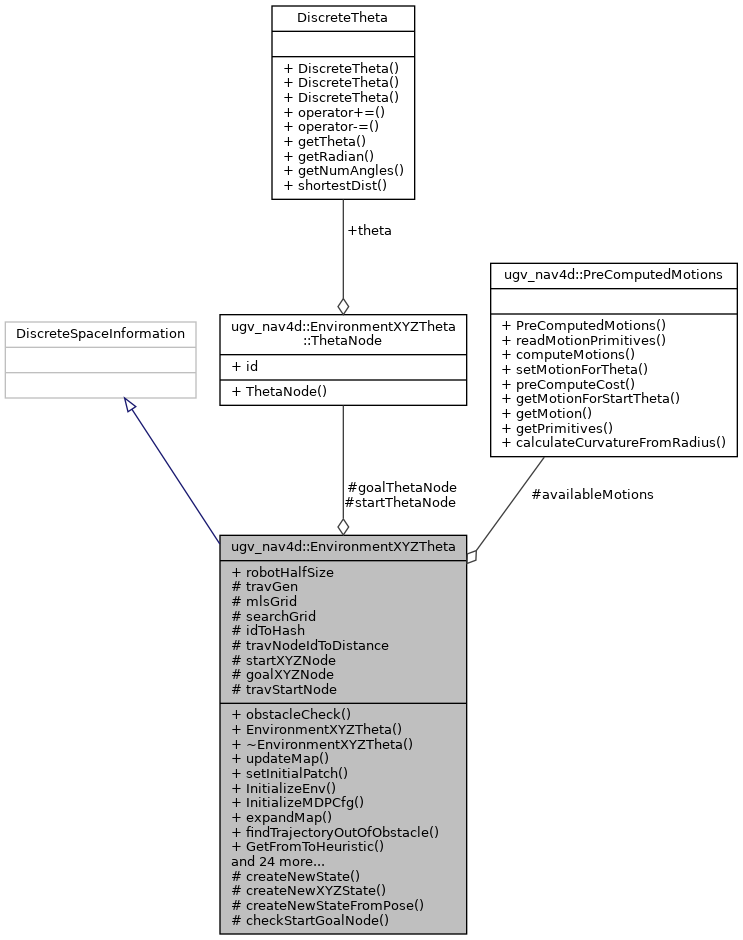 DiscreteTheta
+ DiscreteTheta()
+ DiscreteTheta()
+ DiscreteTheta()
+ operator+=()
+ operator-=()
+ getTheta()
+ getRadian()
+ getNumAngles()
+ shortestDist()
+theta
ugv_nav4d::PreComputedMotions
+ PreComputedMotions()
+ readMotionPrimitives()
+ computeMotions()
+ setMotionForTheta()
+ preComputeCost()
+ getMotionForStartTheta()
+ getMotion()
+ getPrimitives()
+ calculateCurvatureFromRadius()
DiscreteSpaceInformation
ugv_nav4d::EnvironmentXYZTheta
::ThetaNode
+ id
+ ThetaNode()
#goalThetaNode
#startThetaNode
#availableMotions
ugv_nav4d::EnvironmentXYZTheta
+ robotHalfSize
# travGen
# mlsGrid
# searchGrid
# idToHash
# travNodeIdToDistance
# startXYZNode
# goalXYZNode
# travStartNode
+ obstacleCheck()
+ EnvironmentXYZTheta()
+ ~EnvironmentXYZTheta()
+ updateMap()
+ setInitialPatch()
+ InitializeEnv()
+ InitializeMDPCfg()
+ expandMap()
+ findTrajectoryOutOfObstacle()
+ GetFromToHeuristic()
and 24 more...
# createNewState()
# createNewXYZState()
# createNewStateFromPose()
# checkStartGoalNode()